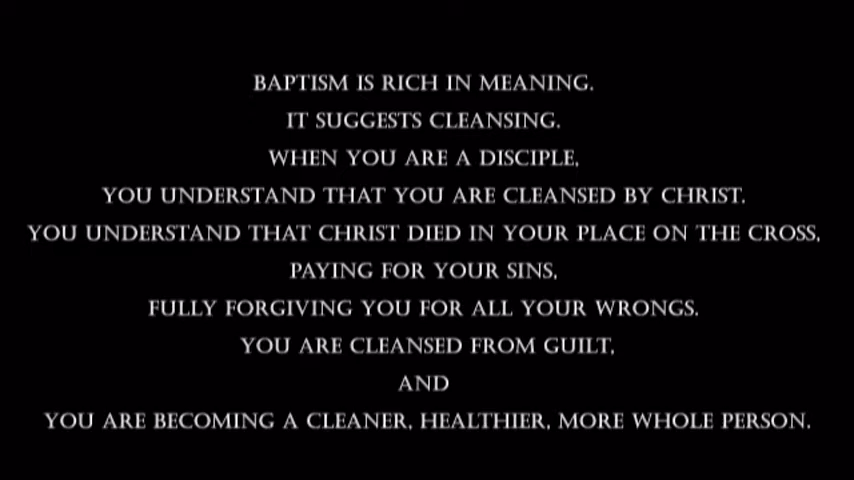 BAPTISM IS RICH IN MEANING.
IT SUGGESTS CLEANSING.
WHEN YOU ARE A DISCIPLE,
YOU UNDERSTAND THAT YOU ARE CLEANSED BY CHRIST.
YOU UNDERSTAND THAT CHRIST DIED IN YOUR PLACE ON THE CROSS,
PAYING FOR YOUR SINS,
FULLY FORGIVING YOU FOR ALL YOUR WRONGS.
YOU ARE CLEANSED FROM GUILT,
AND
YOU ARE BECOMING A CLEANER, HEALTHIER, MORE WHOLE PERSON.